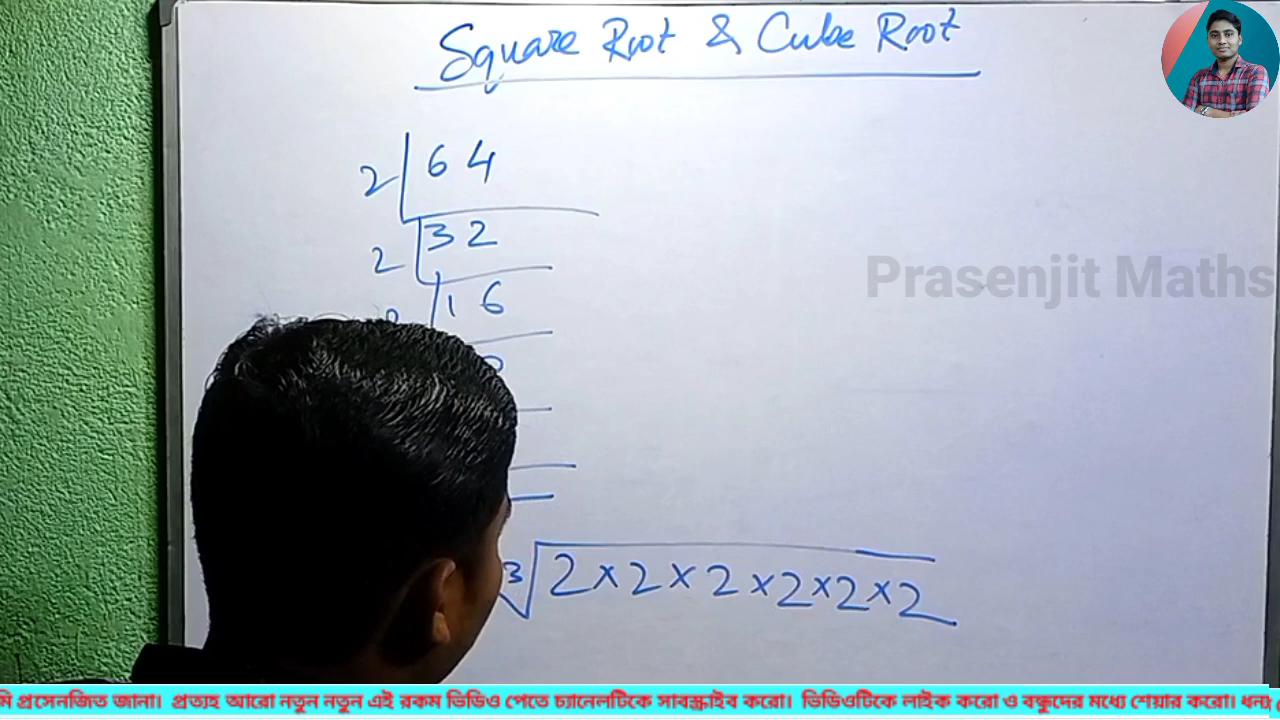 Square Root & Cube Root
2 | 64
2 | 32
16
Prasenjit Maths
3√2×2×2×2×2×2
মি প্রসেনজিত জানা। প্রত্যহ আরো নতুন নতুন এই রকম ভিডিও পেতে চ্যানেলটিকে সাবস্ক্রাইব করো। ভিডিওটিকে লাইক করো ও বন্ধুদের মধ্যে শেয়ার করো। ধন্য